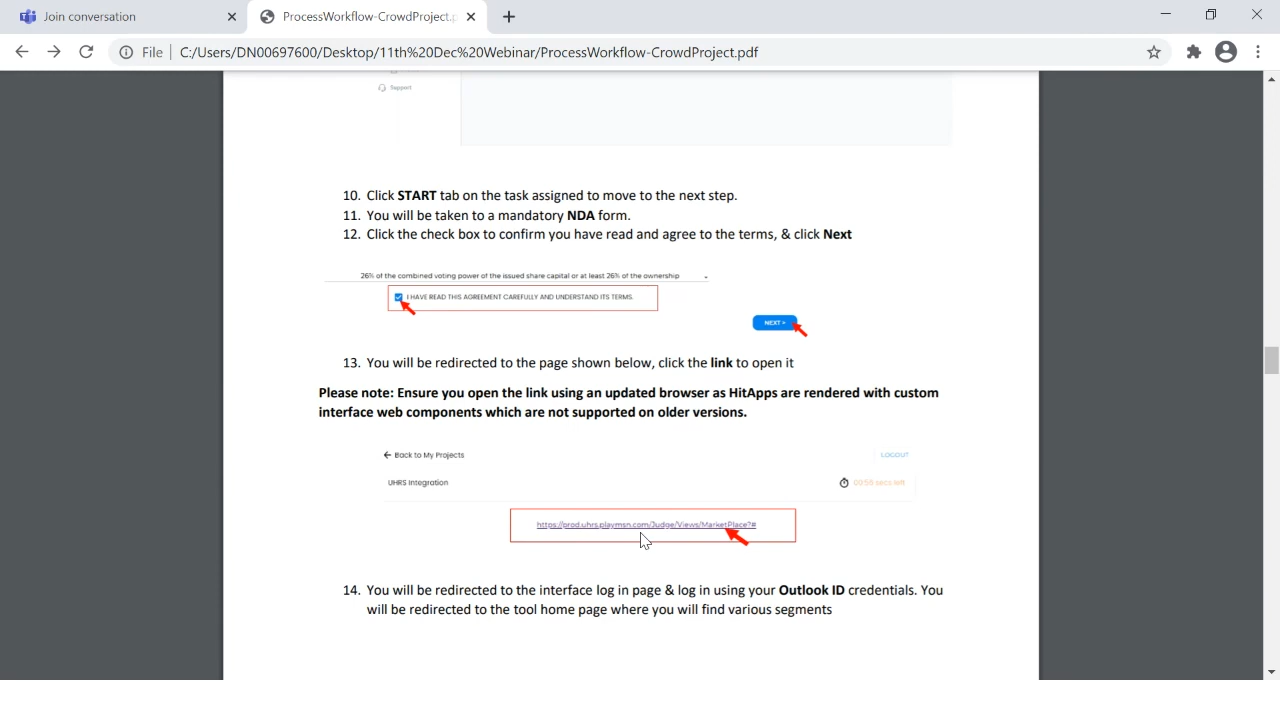 Join conversation
ProcessWorkflow-CrowdProject.p
File | C:/Users/DN00697600/Desktop/11th%20Dec%20Webinar/ProcessWorkflow-CrowdProject.pdf
Support
10. Click START tab on the task assigned to move to the next step.
11. You will be taken to a mandatory NDA form.
12. Click the check box to confirm you have read and agree to the terms, & click Next
26% of the combined voting power of the issued share capital or at least 26% of the ownership
I HAVE READ THIS AGREEMENT CAREFULLY AND UNDERSTAND ITS TERMS.
NEXT >
13. You will be redirected to the page shown below, click the link to open it
Please note: Ensure you open the link using an updated browser as HitApps are rendered with custom
interface web components which are not supported on older versions.
Back to My Projects
LOGOUT
UHRS Integration
03:56 secs left
https://prod.uhrs.playmsn.com/Judge/Views/MarketPlace?#
14. You will be redirected to the interface log in page & log in using your Outlook ID credentials. You
will be redirected to the tool home page where you will find various segments